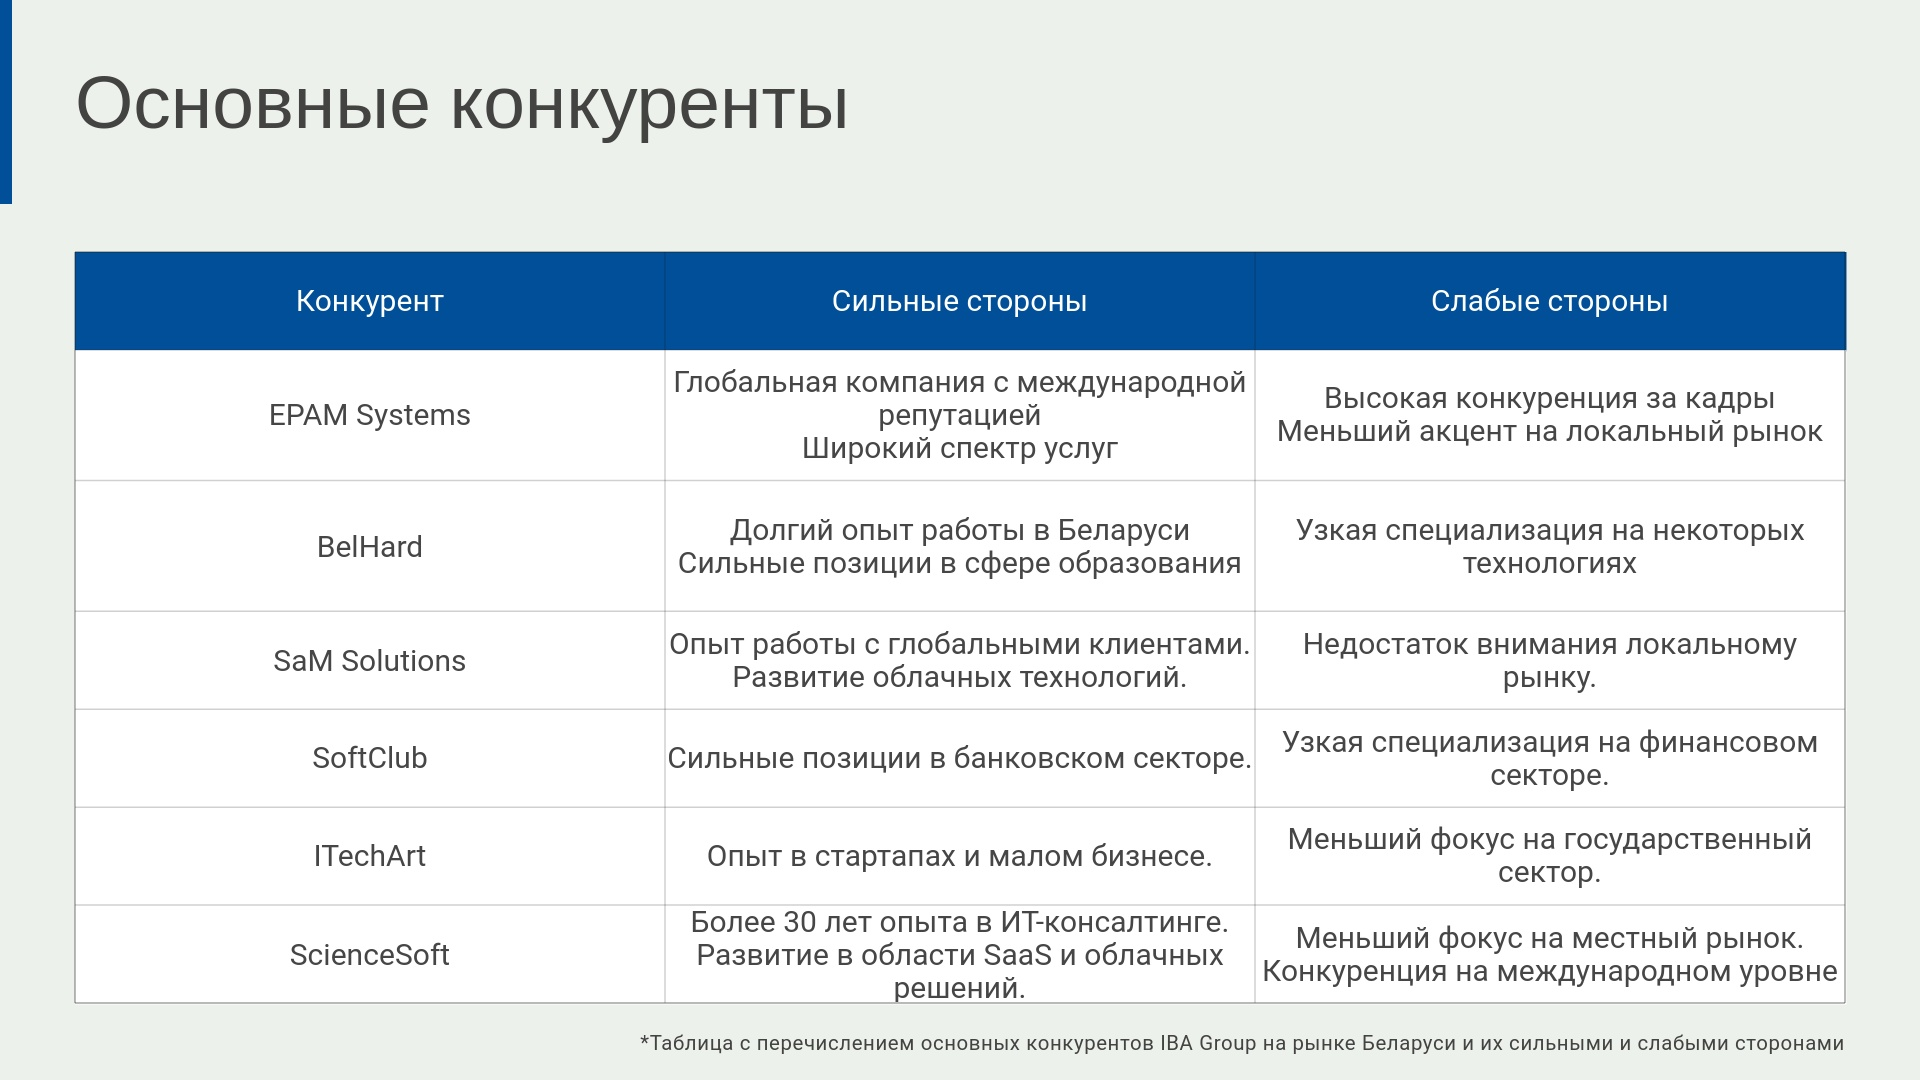 Основные конкуренты
Конкурент
Сильные стороны
Слабые стороны
EPAM Systems
Глобальная компания с международной
репутацией
Широкий спектр услуг
Высокая конкуренция за кадры
Меньший акцент на локальный рынок
BelHard
Долгий опыт работы в Беларуси
Сильные позиции в сфере образования
Узкая специализация на некоторых
технологиях
SaM Solutions
Опыт работы с глобальными клиентами.
Развитие облачных технологий.
Недостаток внимания локальному
рынку.
SoftClub
Сильные позиции в банковском секторе.
Узкая специализация на финансовом
секторе.
ITechArt
Опыт в стартапах и малом бизнесе.
Меньший фокус на государственный
сектор.
ScienceSoft
Более 30 лет опыта в ИТ-консалтинге.
Развитие в области SaaS и облачных
решений.
Меньший фокус на местный рынок.
Конкуренция на международном уровне
*Таблица с перечислением основных конкурентов IBA Group на рынке Беларуси и их сильными и слабыми сторонами